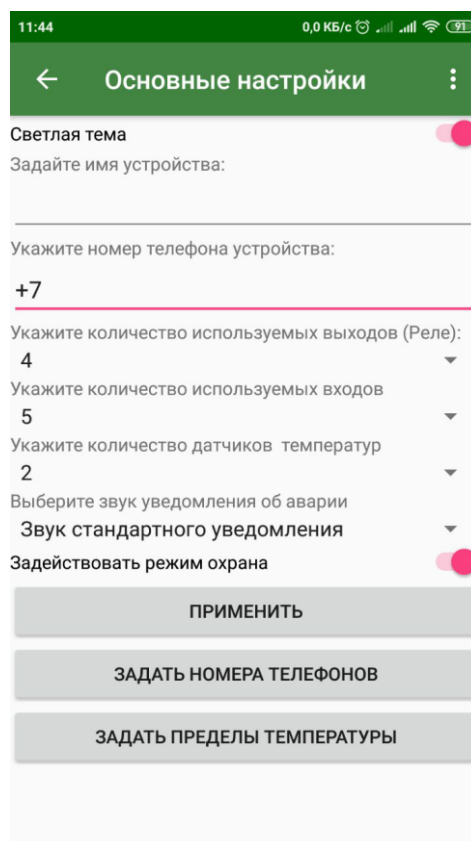 11:44 0,0 КБ/с 91
Основные настройки
Светлая тема
Задайте имя устройства:
Укажите номер телефона устройства:
+7
Укажите количество используемых выходов (Реле):
4
Укажите количество используемых входов
5
Укажите количество датчиков температур
2
Выберите звук уведомления об аварии
Звук стандартного уведомления
Задействовать режим охрана
ПРИМЕНИТЬ
ЗАДАТЬ НОМЕРА ТЕЛЕФОНОВ
ЗАДАТЬ ПРЕДЕЛЫ ТЕМПЕРАТУРЫ